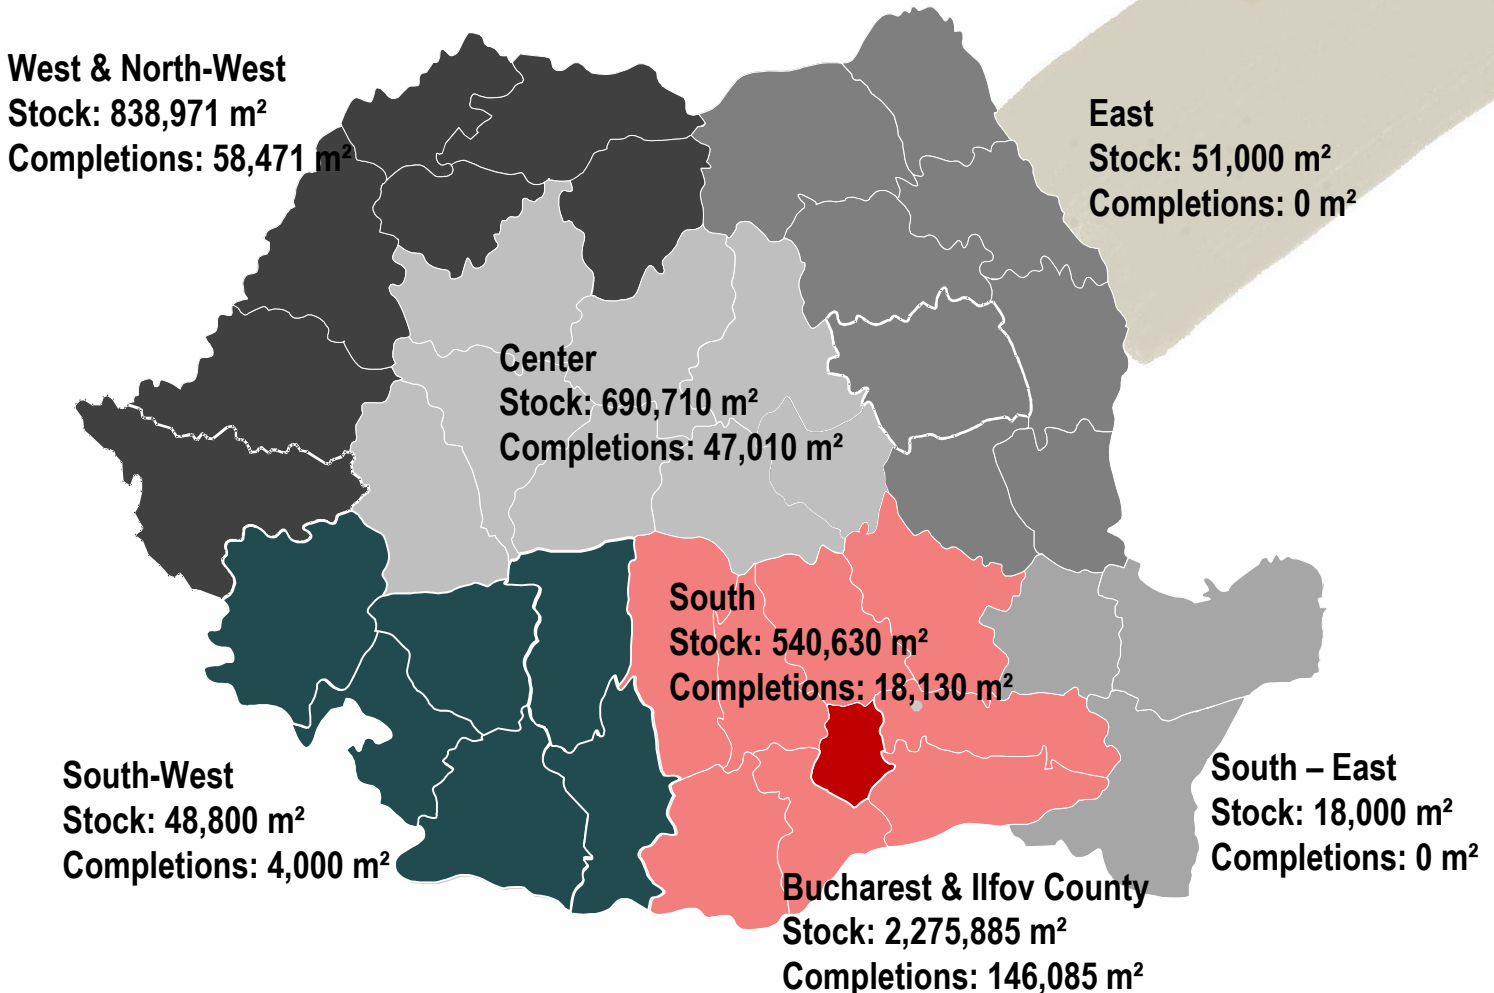 West & North-West
Stock: 838,971 m²
Completions: 58,471 m²
East
Stock: 51,000 m²
Completions: 0 m²
Center
Stock: 690,710 m²
Completions: 47,010 m²
South
Stock: 540,630 m²
Completions: 18,130 m²
South-West
Stock: 48,800 m²
Completions: 4,000 m²
South – East
Stock: 18,000 m²
Completions: 0 m²
Bucharest & Ilfov County
Stock: 2,275,885 m²
Completions: 146,085 m²